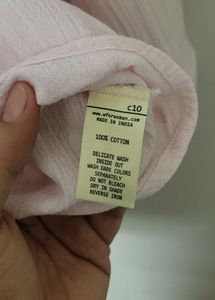 c10
www.wforwoman.com
MADE IN INDIA
100% COTTON
DELICATE WASH
INSIDE OUT
WASH DARK COLORS
SEPARATELY
DO NOT BLEACH
DRY IN SHADE
REVERSE IRON